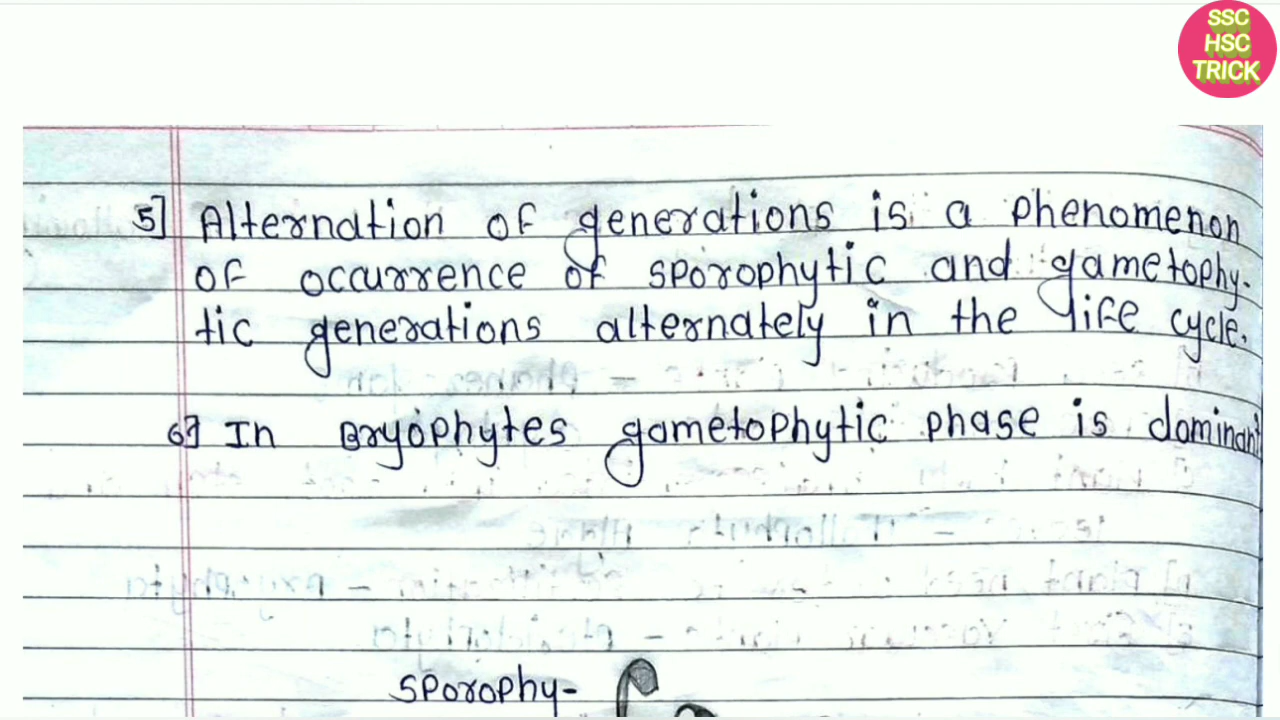 SSC
HSC
TRICK
5] Alternation of generations is a phenomenon
of occurrence of sporophytic and gametophy-
tic generations alternately in the life cycle.
6] In Bryophytes gametophytic phase is dominant
sporophy-